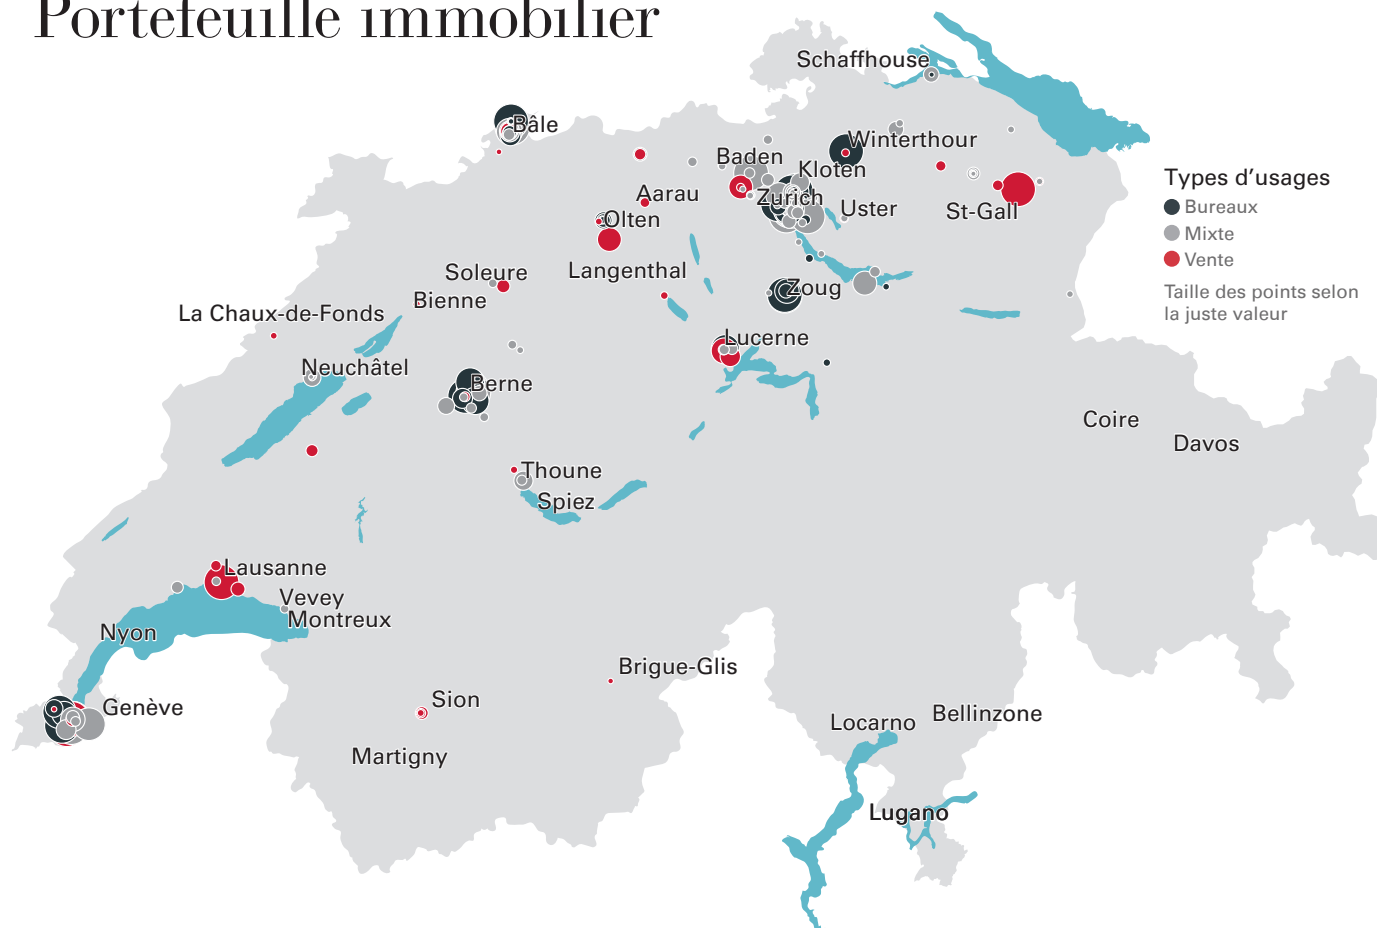 Portefeuille immobilier
Schaffhouse
Bâle
Winterthour
Baden
Kloten
Types d’usages
Aarau
Zurich
Bureaux
Olten
Uster
St-Gall
Mixte
Vente
Langenthal
Soleure
Zoug
Taille des points selon
la juste valeur
Bienne
La Chaux-de-Fonds
Lucerne
Neuchâtel
Berne
Coire
Davos
Thoune
Spiez
Lausanne
Vevey
Montreux
Nyon
Brigue-Glis
Sion
Genève
Locarno
Bellinzone
Martigny
Lugano